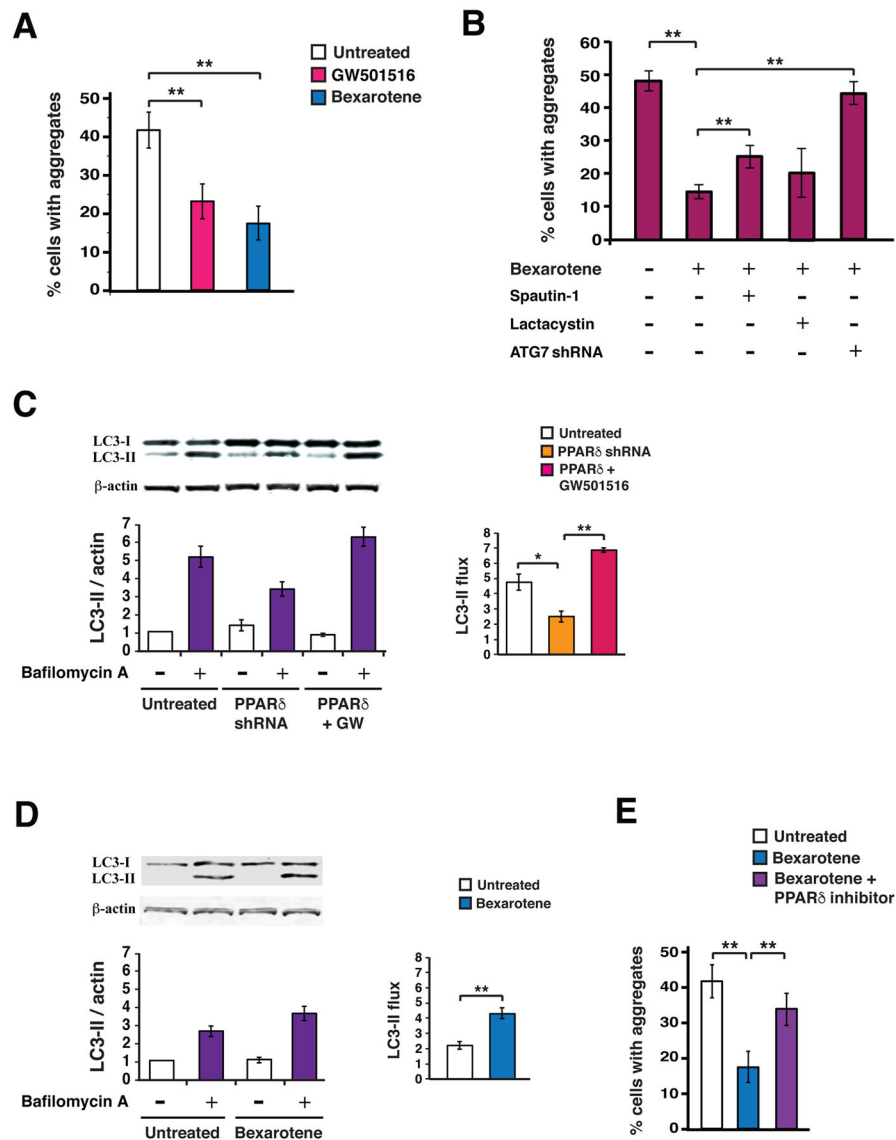 A
Untreated
GW501516
Bexarotene
**
**
% cells with aggregates
50
40
30
20
10
0
B
**
**
**
% cells with aggregates
60
50
40
30
20
10
0
Bexarotene - + + + +
Spautin-1 - - + - -
Lactacystin - - - + -
ATG7 shRNA - - - - +
C
LC3-I
LC3-II
β-actin
LC3-II / actin
7
6
5
4
3
2
1
0
Bafilomycin A - + - + - +
Untreated PPARδ PPARδ
shRNA + GW
Untreated
PPARδ shRNA
PPARδ +
GW501516
LC3-II flux
8
7
6
5
4
3
2
1
0
* **
D
LC3-I
LC3-II
β-actin
LC3-II / actin
7
6
5
4
3
2
1
0
Bafilomycin A - + - +
Untreated Bexarotene
Untreated
Bexarotene
LC3-II flux
8
7
6
5
4
3
2
1
0
**
E
Untreated
Bexarotene
Bexarotene +
PPARδ inhibitor
% cells with aggregates
50
40
30
20
10
0
** **